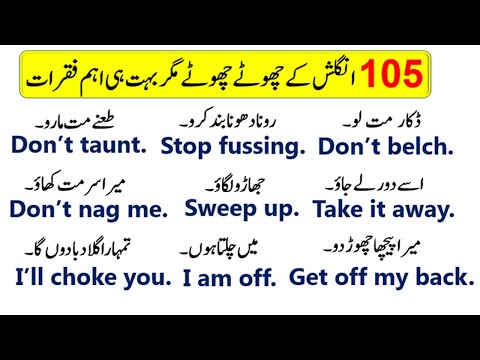 105 انگلش کے چھوٹے چھوٹے مگر بہت ہی اہم فقرات
طعنے مت مارو۔ رونا دھونا بند کرو۔ ڈکار مت لو۔
Don't taunt. Stop fussing. Don't belch.
میرا سر مت کھاؤ۔ جھاڑو لگاؤ۔ اسے دور لے جاؤ۔
Don't nag me. Sweep up. Take it away.
تمہارا گلا دبا دوں گا۔ میں چلتا ہوں۔ میرا پیچھا چھوڑ دو۔
I'll choke you. I am off. Get off my back.